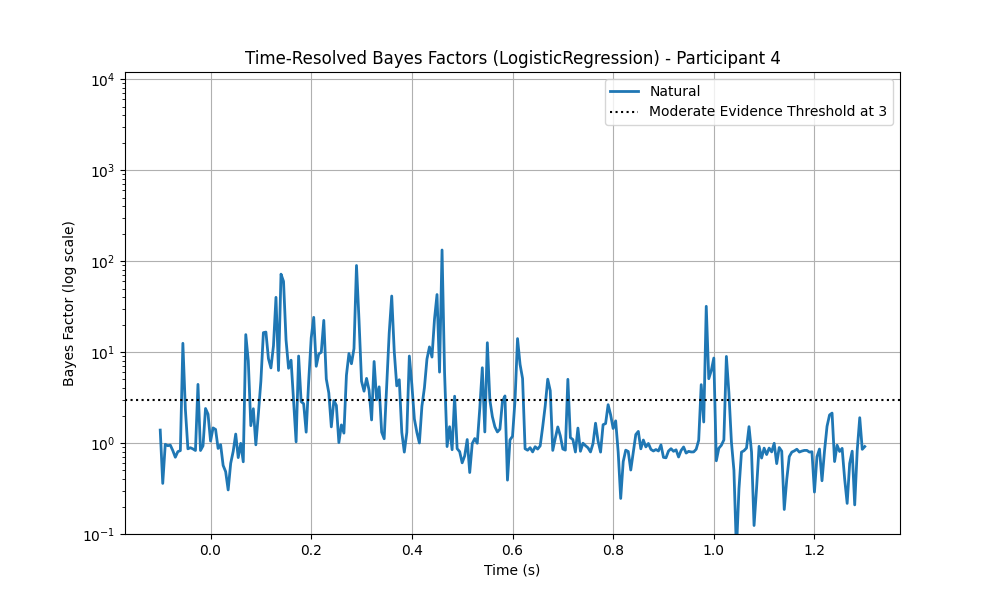 Time-Resolved Bayes Factors (LogisticRegression) - Participant 4
Natural
Moderate Evidence Threshold at 3
Bayes Factor (log scale)
10⁴
10³
10²
10¹
10⁰
10⁻¹
0.0 0.2 0.4 0.6 0.8 1.0 1.2
Time (s)